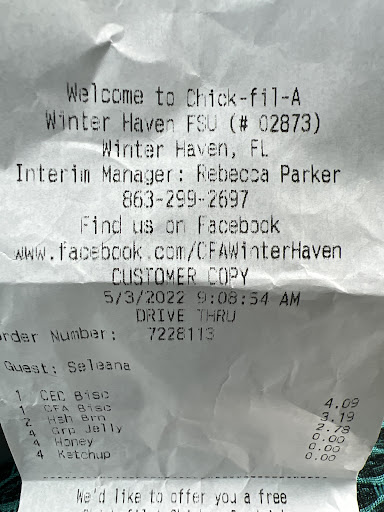 Welcome to Chick-fil-A
Winter Haven FSU (# 02873)
Winter Haven, FL
Interim Manager: Rebecca Parker
863-299-2697
Find us on Facebook
www.facebook.com/CFAWinterHaven
CUSTOMER COPY
5/3/2022 9:08:54 AM
DRIVE THRU
Order Number: 7228113
Guest: Seleana
1 CEC Bisc 4.09
1 CFA Bisc 3.19
2 Hsh Brn 2.78
4 Grp Jelly 0.00
4 Honey 0.00
4 Ketchup 0.00
We'd like to offer you a free